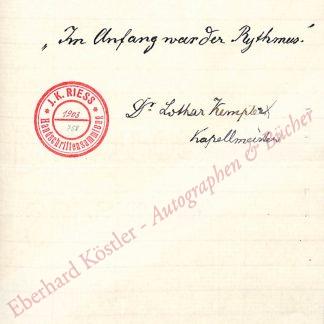 „Im Anfang war der Rythmus."
Dr Lothar Kempter
Kapellmeister
* J. K. RIESS *
1903
Handschriftensammlung
Eberhard Köstler - Autographen & Bücher